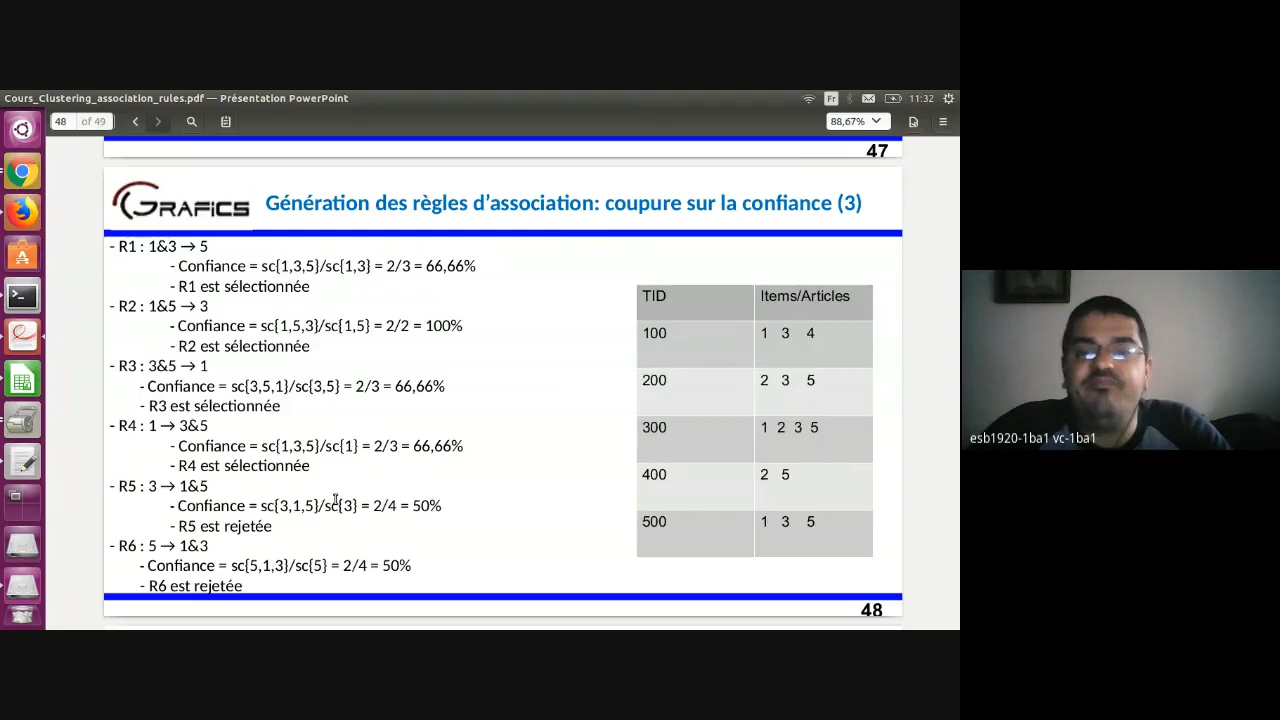 Cours_Clustering_association_rules.pdf — Présentation PowerPoint
Fr
11:32
48 of 49
88,67%
47
GRAFICS
Génération des règles d'association: coupure sur la confiance (3)
- R1 : 1&3 → 5
- Confiance = sc{1,3,5}/sc{1,3} = 2/3 = 66,66%
- R1 est sélectionnée
- R2 : 1&5 → 3
- Confiance = sc{1,5,3}/sc{1,5} = 2/2 = 100%
- R2 est sélectionnée
- R3 : 3&5 → 1
- Confiance = sc{3,5,1}/sc{3,5} = 2/3 = 66,66%
- R3 est sélectionnée
- R4 : 1 → 3&5
- Confiance = sc{1,3,5}/sc{1} = 2/3 = 66,66%
- R4 est sélectionnée
- R5 : 3 → 1&5
- Confiance = sc{3,1,5}/sc{3} = 2/4 = 50%
- R5 est rejetée
- R6 : 5 → 1&3
- Confiance = sc{5,1,3}/sc{5} = 2/4 = 50%
- R6 est rejetée
TID Items/Articles
100 1 3 4
200 2 3 5
300 1 2 3 5
400 2 5
500 1 3 5
48
esb1920-1ba1 vc-1ba1